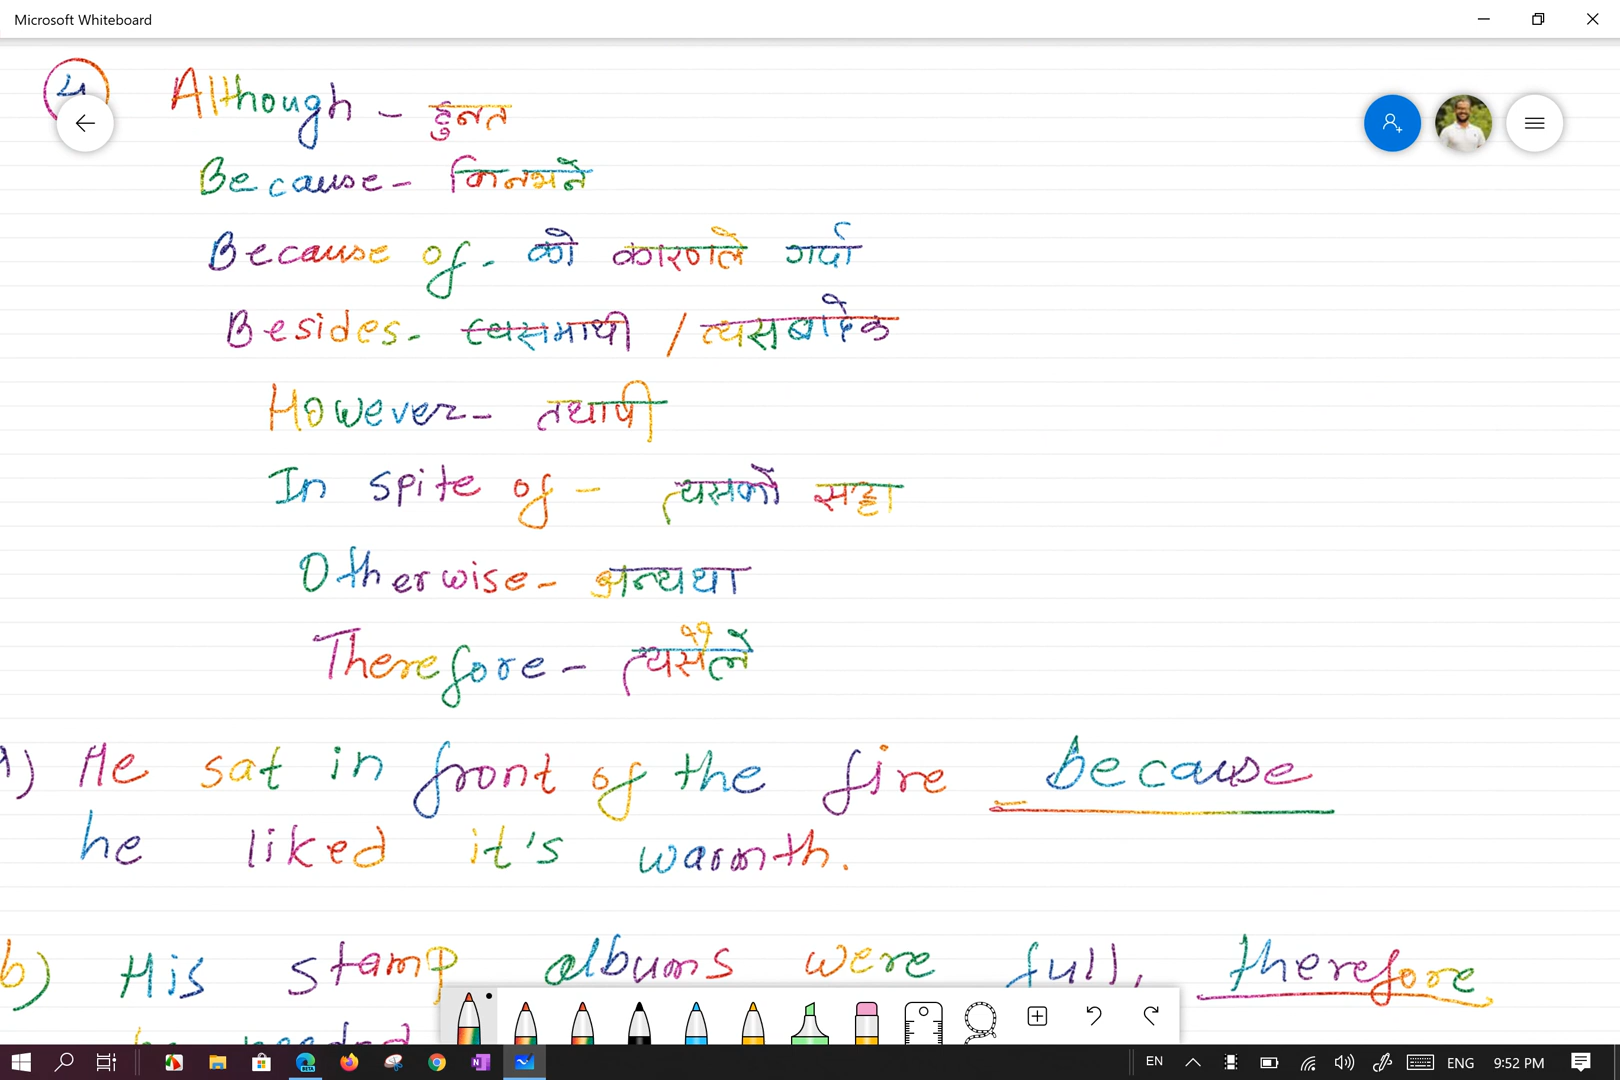 Microsoft Whiteboard
Although - हुनत
Because - किनभने
Because of - को कारणले गर्दा
Besides - त्यसमाथी / त्यसबाहेक
However - तथापी
In spite of - त्यसको सट्टा
Otherwise - अन्यथा
Therefore - त्यसैले
a) He sat in front of the fire because
he liked it's warmth.
b) His stamp albums were full, therefore
he needed
EN
ENG
9:52 PM